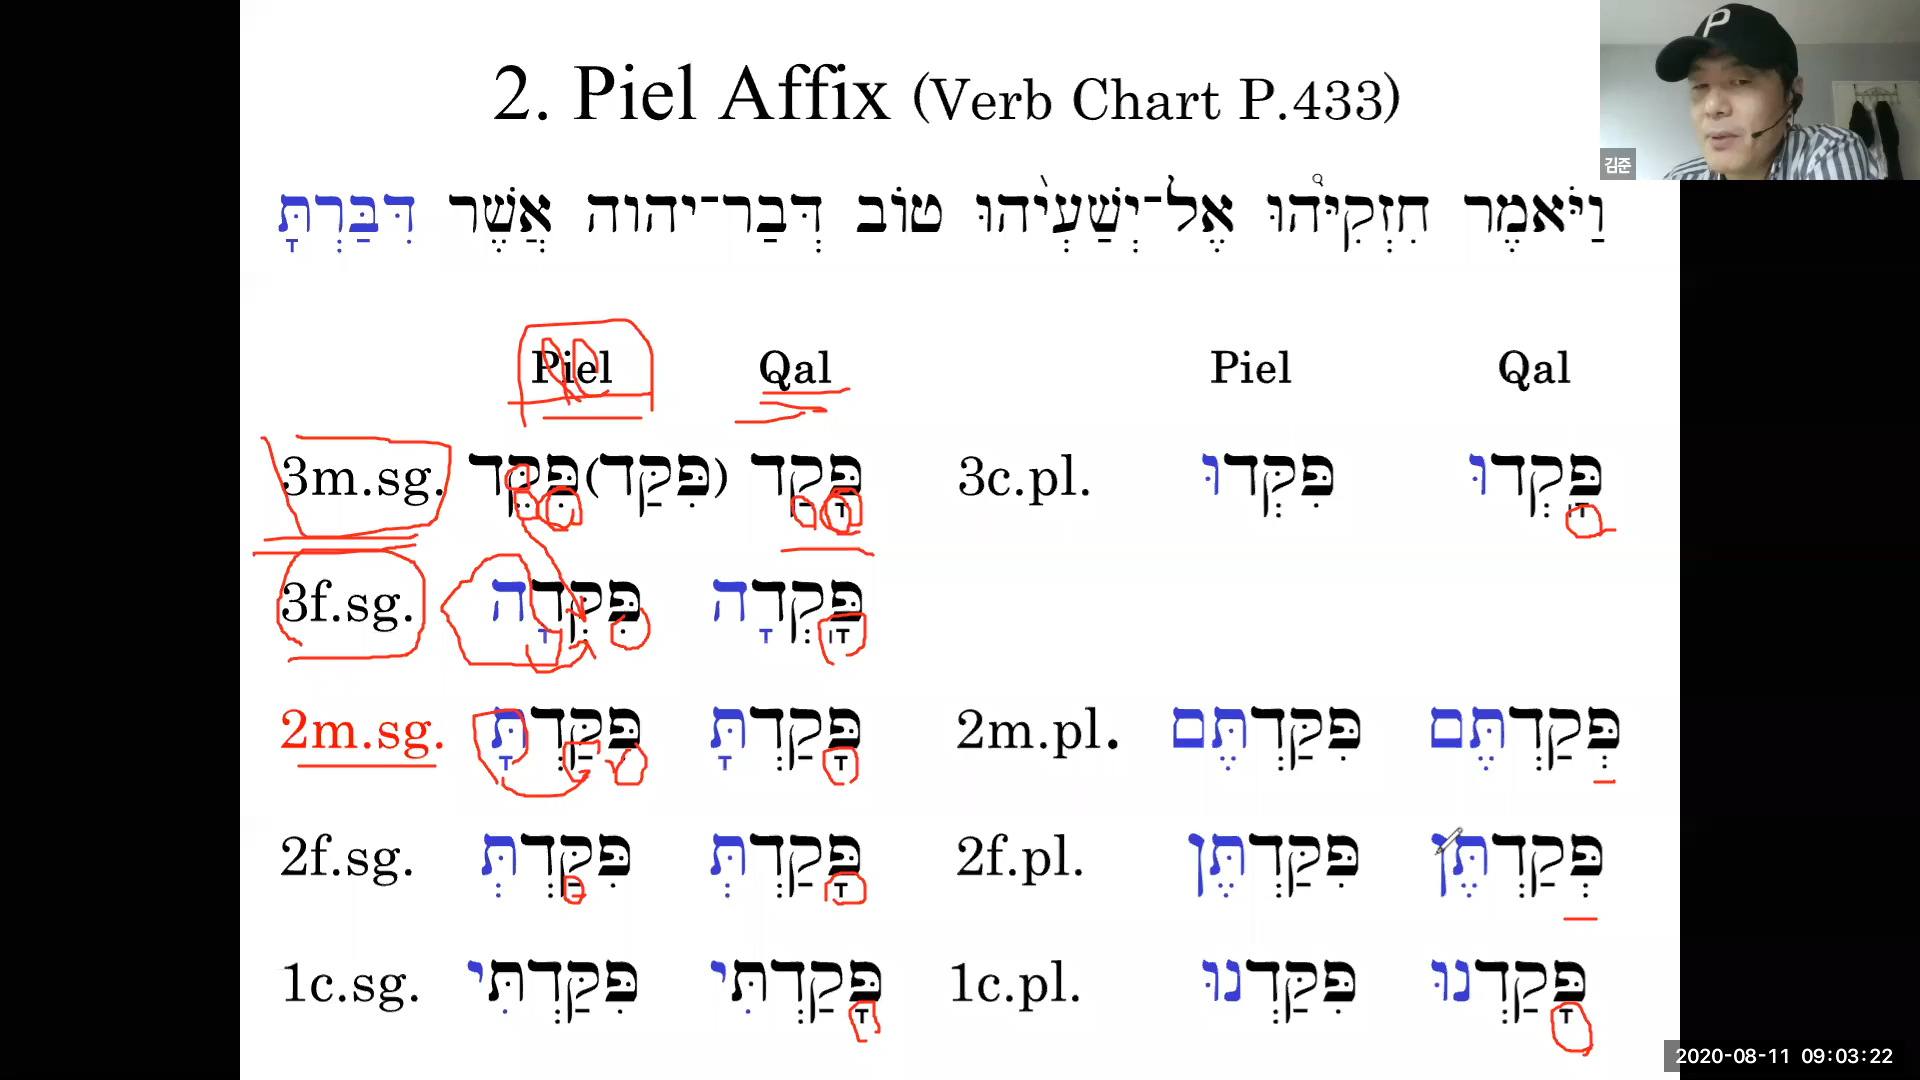 2. Piel Affix (Verb Chart P.433)
김준
וַיֹּאמֶר חִזְקִיָּהוּ אֶל־יְשַׁעְיָהוּ טוֹב דְּבַר־יהוה אֲשֶׁר דִּבַּרְתָּ
Piel Qal Piel Qal
3m.sg. פִּקֵּד (פִּקַּד) פָּקַד 3c.pl. פִּקְּדוּ פָּקְדוּ
3f.sg. פִּקְּדָה פָּקְדָה
2m.sg. פִּקַּדְתָּ פָּקַדְתָּ 2m.pl. פִּקַּדְתֶּם פְּקַדְתֶּם
2f.sg. פִּקַּדְתְּ פָּקַדְתְּ 2f.pl. פִּקַּדְתֶּן פְּקַדְתֶּן
1c.sg. פִּקַּדְתִּי פָּקַדְתִּי 1c.pl. פִּקַּדְנוּ פָּקַדְנוּ
2020-08-11 09:03:22